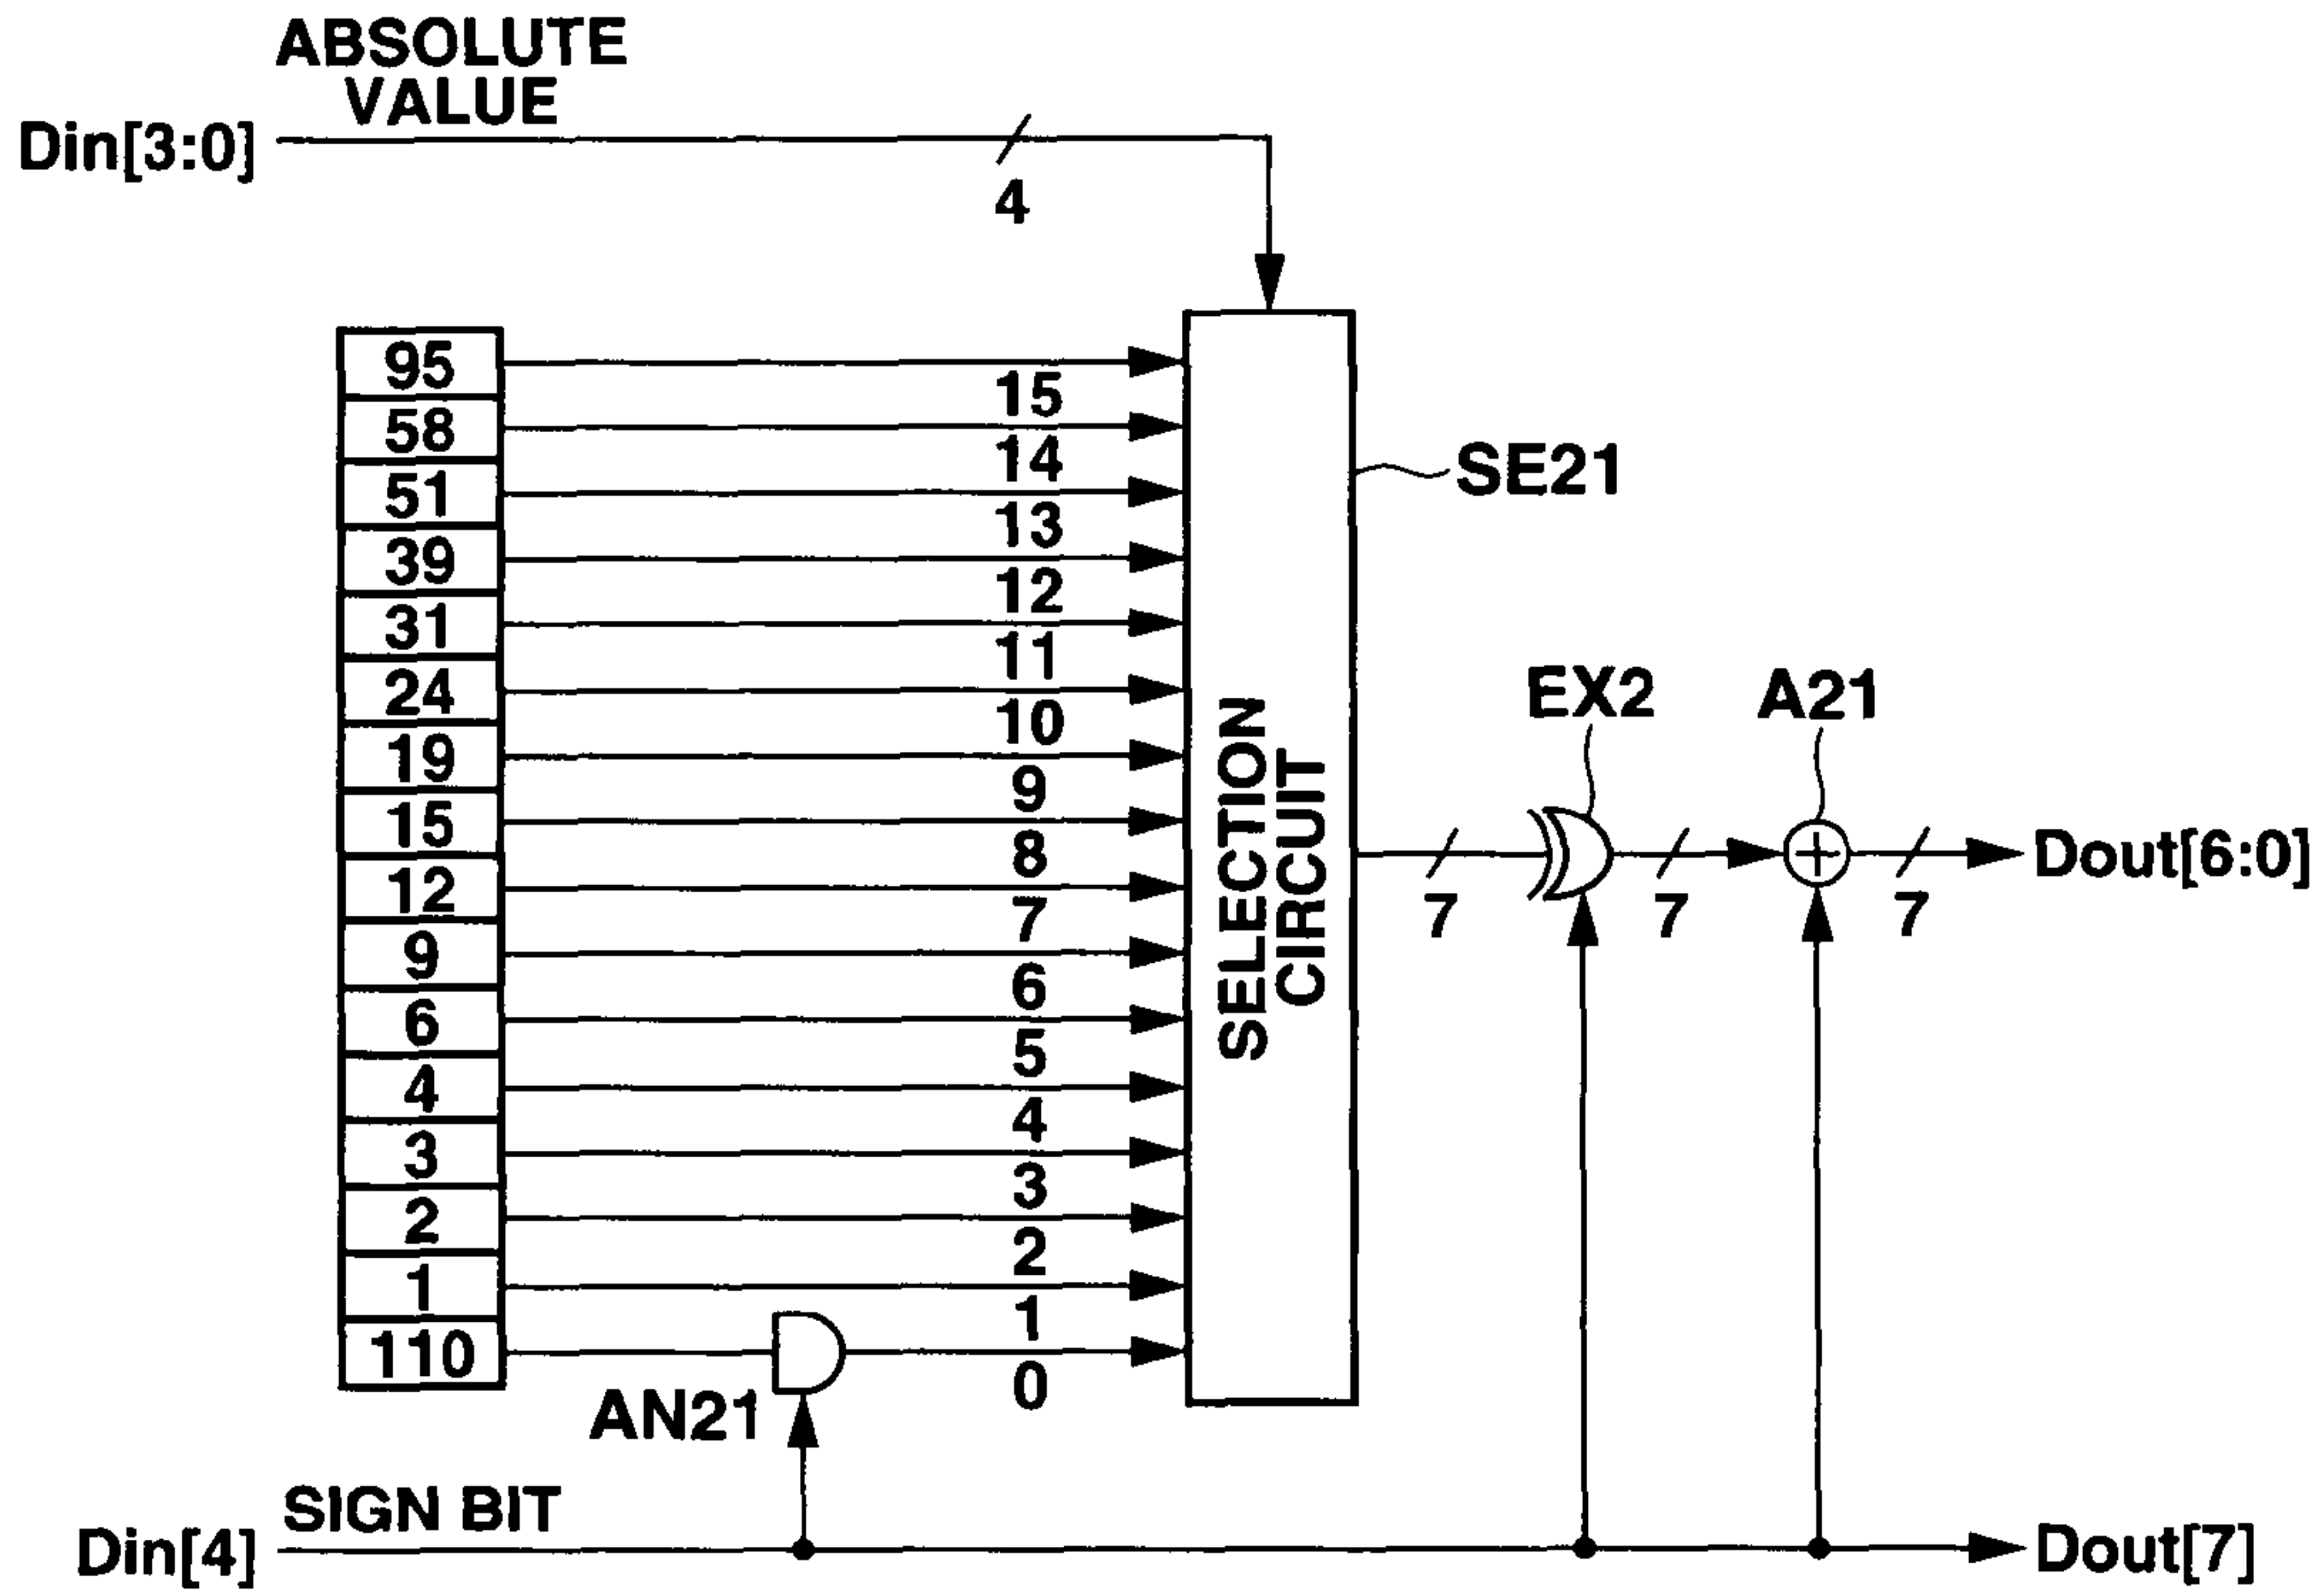 ABSOLUTE
VALUE
Din[3:0]
4
95
15
58
14
51
13
39
12
31
11
24
10
19
9
15
8
12
7
9
6
6
5
4
4
3
3
2
2
1
1
110
0
AN21
SELECTION
CIRCUIT
SE21
EX2
A21
7
7
7
Dout[6:0]
SIGN BIT
Din[4]
Dout[7]